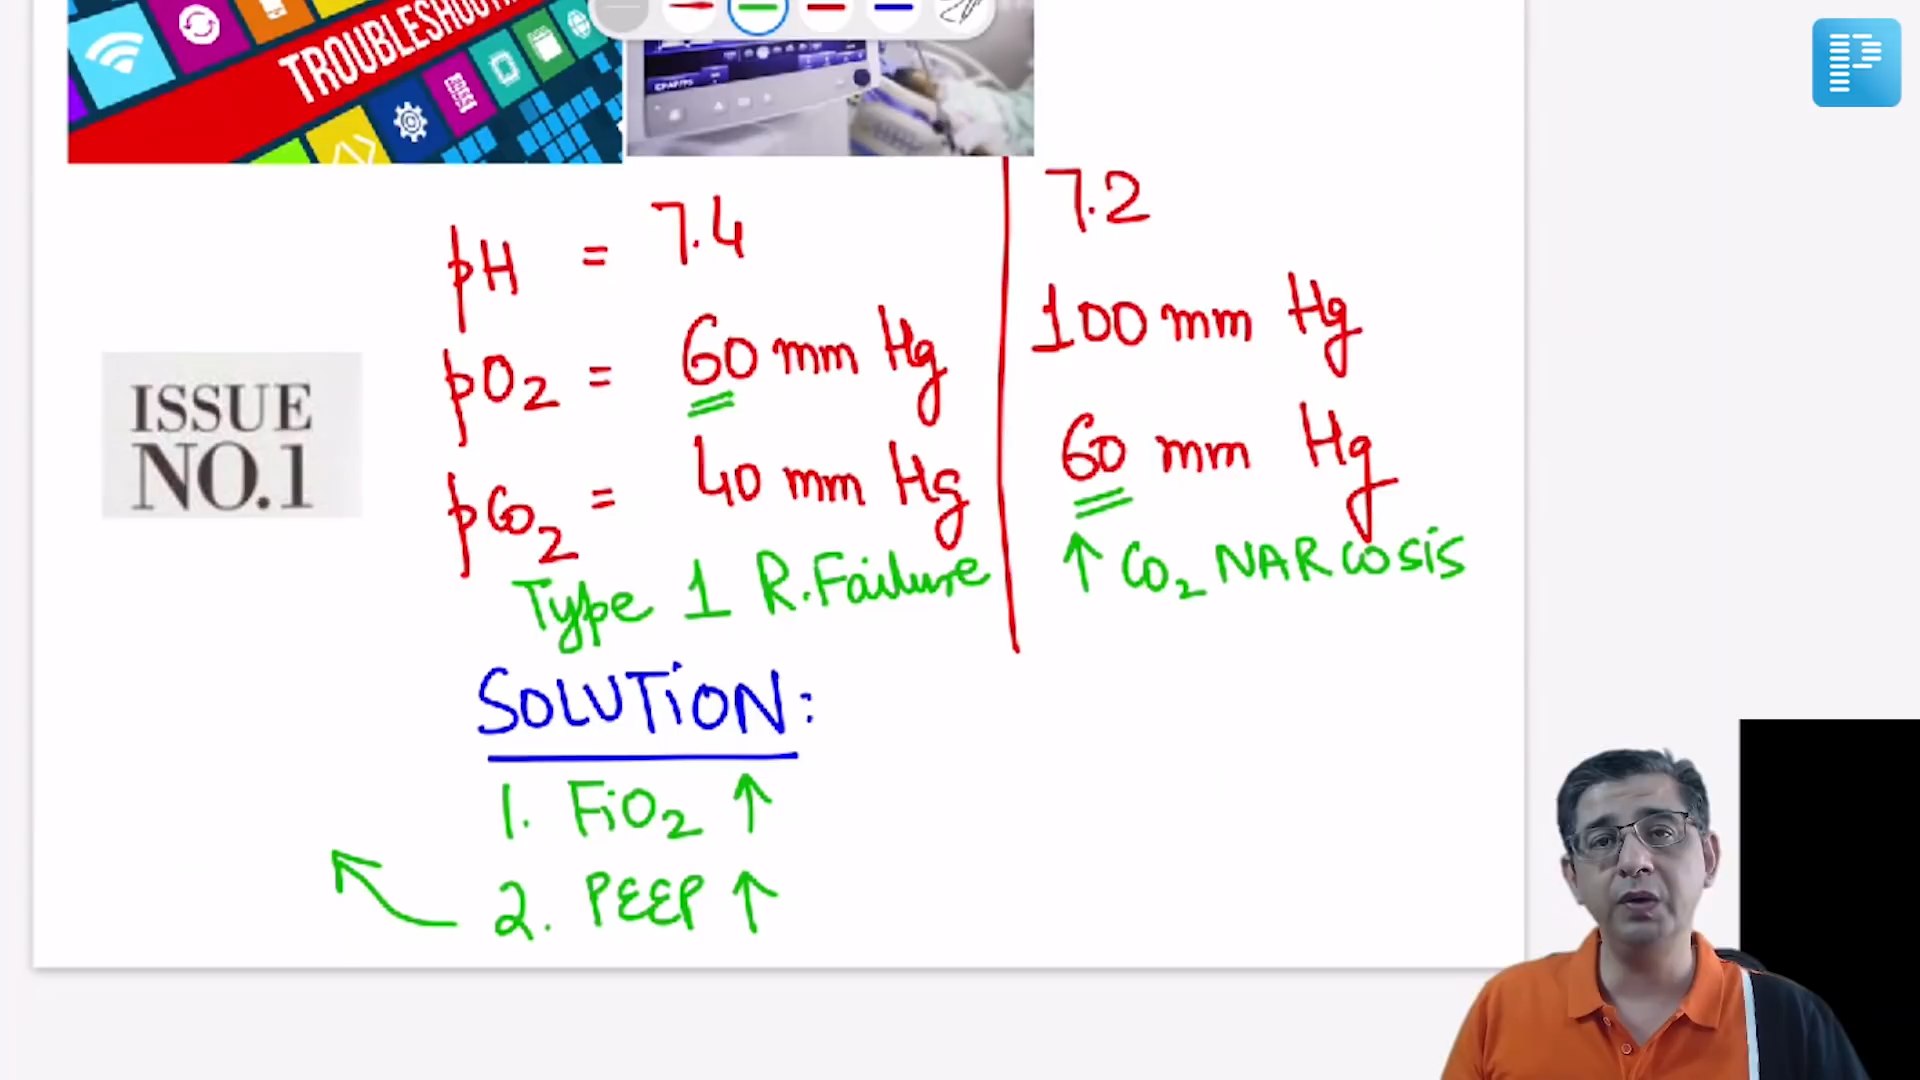 TROUBLESHOOTI
pH = 7.4
7.2
pO2 = 60 mm Hg
100 mm Hg
ISSUE
NO.1
pCO2 = 40 mm Hg
60 mm Hg
Type 1 R.Failure
↑ CO2 NARCOSIS
SOLUTION:
1. FiO2 ↑
2. PEEP ↑